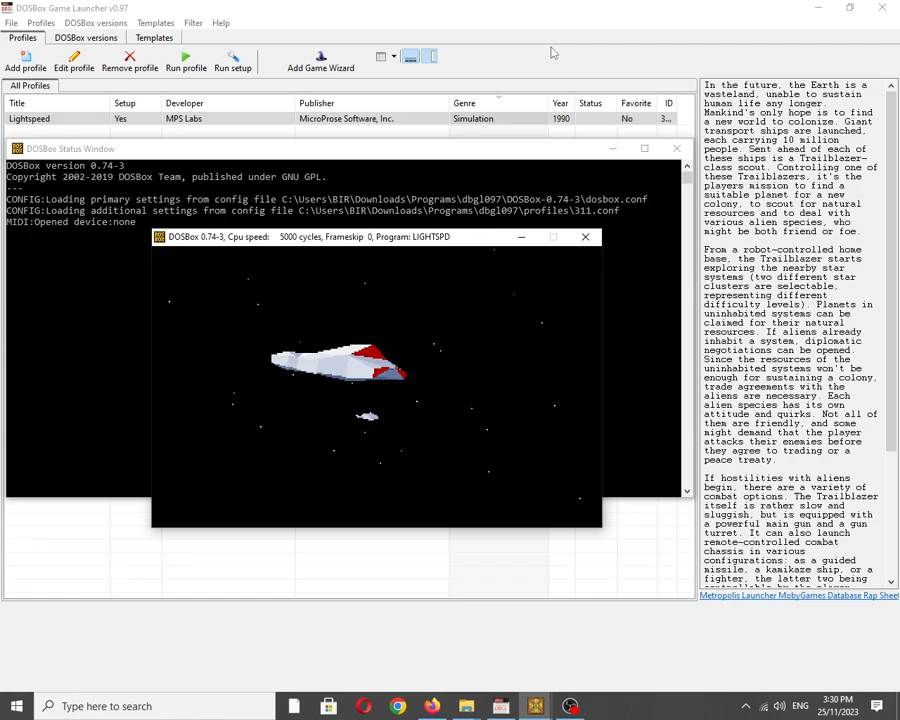 DOSBox Game Launcher v0.97
File Profiles DOSBox versions Templates Filter Help
Profiles DOSBox versions Templates
Add profile Edit profile Remove profile Run profile Run setup Add Game Wizard
All Profiles
Title Setup Developer Publisher Genre Year Status Favorite ID
Lightspeed Yes MPS Labs MicroProse Software, Inc. Simulation 1990 No 3...
DOSBox Status Window
DOSBox version 0.74-3
Copyright 2002-2019 DOSBox Team, published under GNU GPL.
---
CONFIG:Loading primary settings from config file C:\Users\BIR\Downloads\Programs\dbgl097\DOSBox-0.74-3\dosbox.conf
CONFIG:Loading additional settings from config file C:\Users\BIR\Downloads\Programs\dbgl097\profiles\311.conf
MIDI:Opened device:none
DOSBox 0.74-3, Cpu speed: 5000 cycles, Frameskip 0, Program: LIGHTSPD
In the future, the Earth is a
wasteland, unable to sustain
human life any longer.
Mankind's only hope is to find
a new world to colonize. Giant
transport ships are launched,
each carrying 10 million
people. Sent ahead of each of
these ships is a Trailblazer-
class scout. Controlling one of
these Trailblazers, it's the
players mission to find a
suitable planet for a new
colony, to scout for natural
resources and to deal with
various alien species, who
might be both friend or foe.
From a robot-controlled home
base, the Trailblazer starts
exploring the nearby star
systems (two different star
clusters are selectable,
representing different
difficulty levels). Planets in
uninhabited systems can be
claimed for their natural
resources. If aliens already
inhabit a system, diplomatic
negotiations can be opened.
Since the resources of the
uninhabited systems won't be
enough for sustaining a colony,
trade agreements with the
aliens are necessary. Each
alien species has its own
attitude and quirks. Not all of
them are friendly, and some
might demand that the player
attacks their enemies before
they agree to trading or a
peace treaty.
If hostilities with aliens
begin, there are a variety of
combat options. The Trailblazer
itself is rather slow and
sluggish, but is equipped with
a powerful main gun and a gun
turret. It can also launch
remote-controlled combat
chassis in various
configurations: as a guided
missile, a kamikaze ship, or a
fighter, the latter two being
controllable by the player
Metropolis Launcher MobyGames Database Rap Sheet
Type here to search
ENG
3:30 PM
25/11/2023